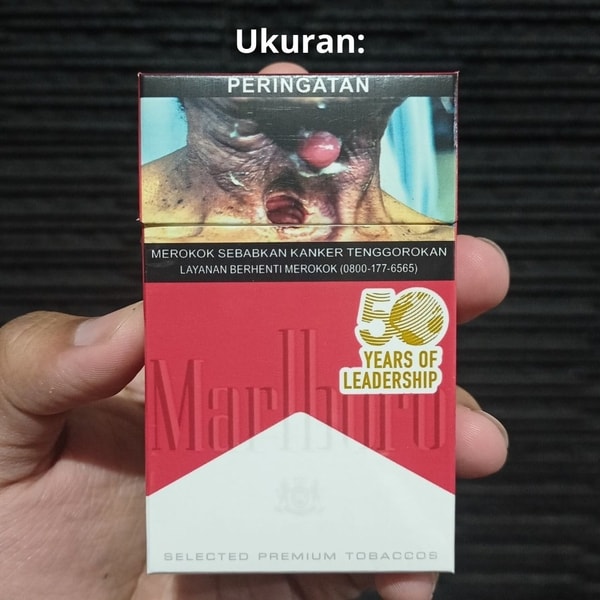 Ukuran:
PERINGATAN
MEROKOK SEBABKAN KANKER TENGGOROKAN
LAYANAN BERHENTI MEROKOK (0800-177-6565)
50
YEARS OF
LEADERSHIP
Marlboro
SELECTED PREMIUM TOBACCOS